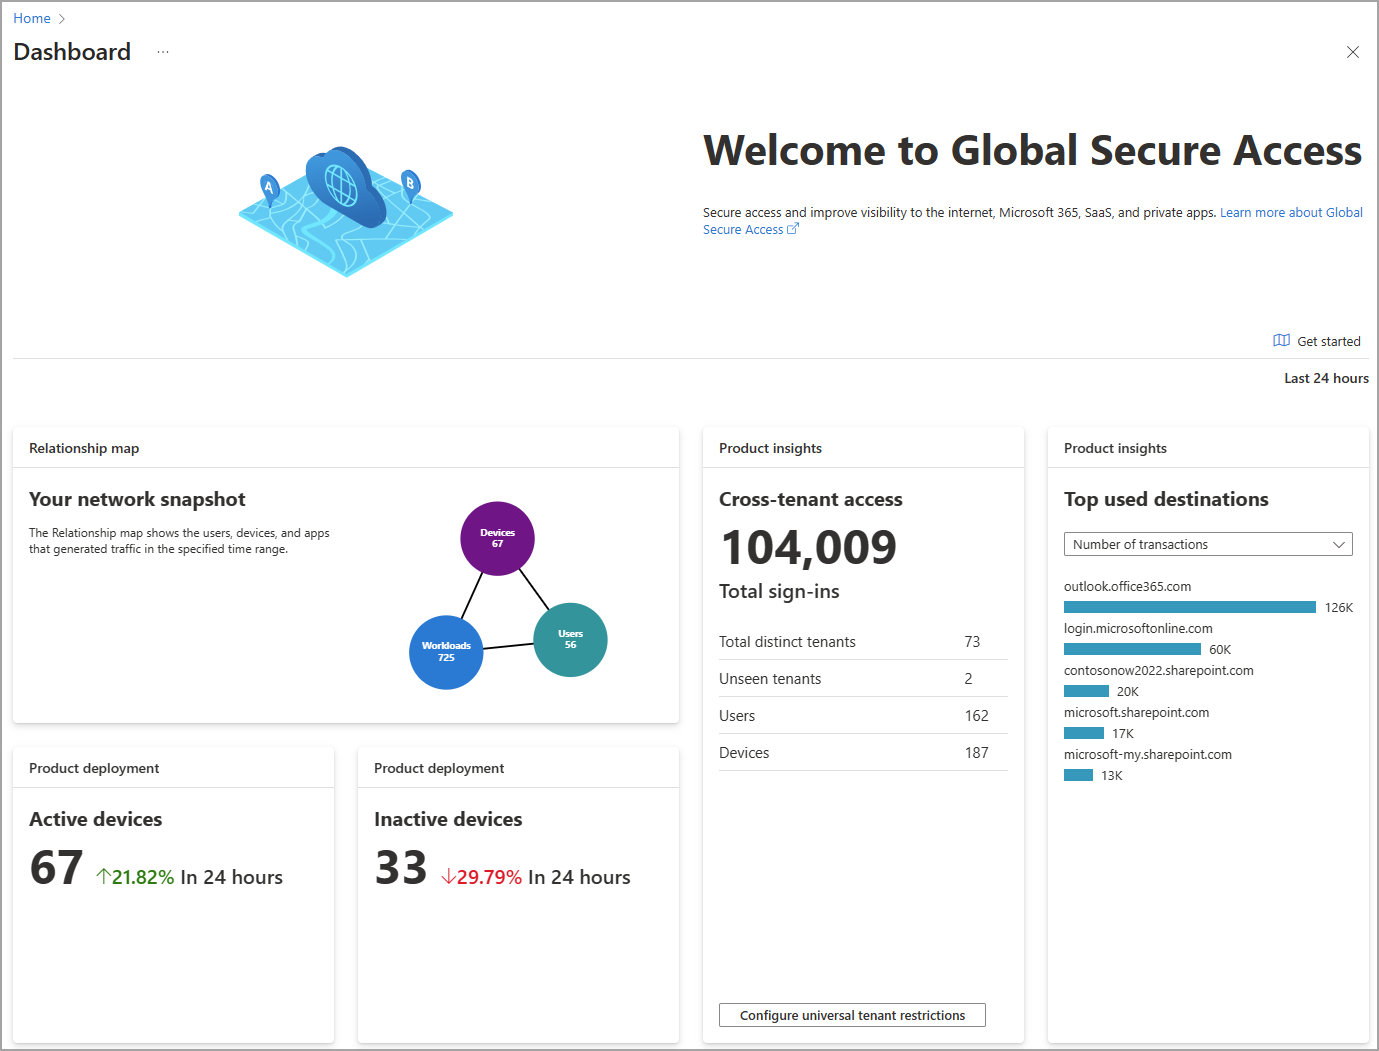 Home
Dashboard
...
A
B
Welcome to Global Secure Access
Secure access and improve visibility to the internet, Microsoft 365, SaaS, and private apps. Learn more about Global
Secure Access
Get started
Last 24 hours
Relationship map
Your network snapshot
The Relationship map shows the users, devices, and apps
that generated traffic in the specified time range.
Devices
67
Users
56
Workloads
725
Product deployment
Active devices
67 ↑21.82% In 24 hours
Product deployment
Inactive devices
33 ↓29.79% In 24 hours
Product insights
Cross-tenant access
104,009
Total sign-ins
Total distinct tenants 73
Unseen tenants 2
Users 162
Devices 187
Configure universal tenant restrictions
Product insights
Top used destinations
Number of transactions
outlook.office365.com
126K
login.microsoftonline.com
60K
contosonow2022.sharepoint.com
20K
microsoft.sharepoint.com
17K
microsoft-my.sharepoint.com
13K